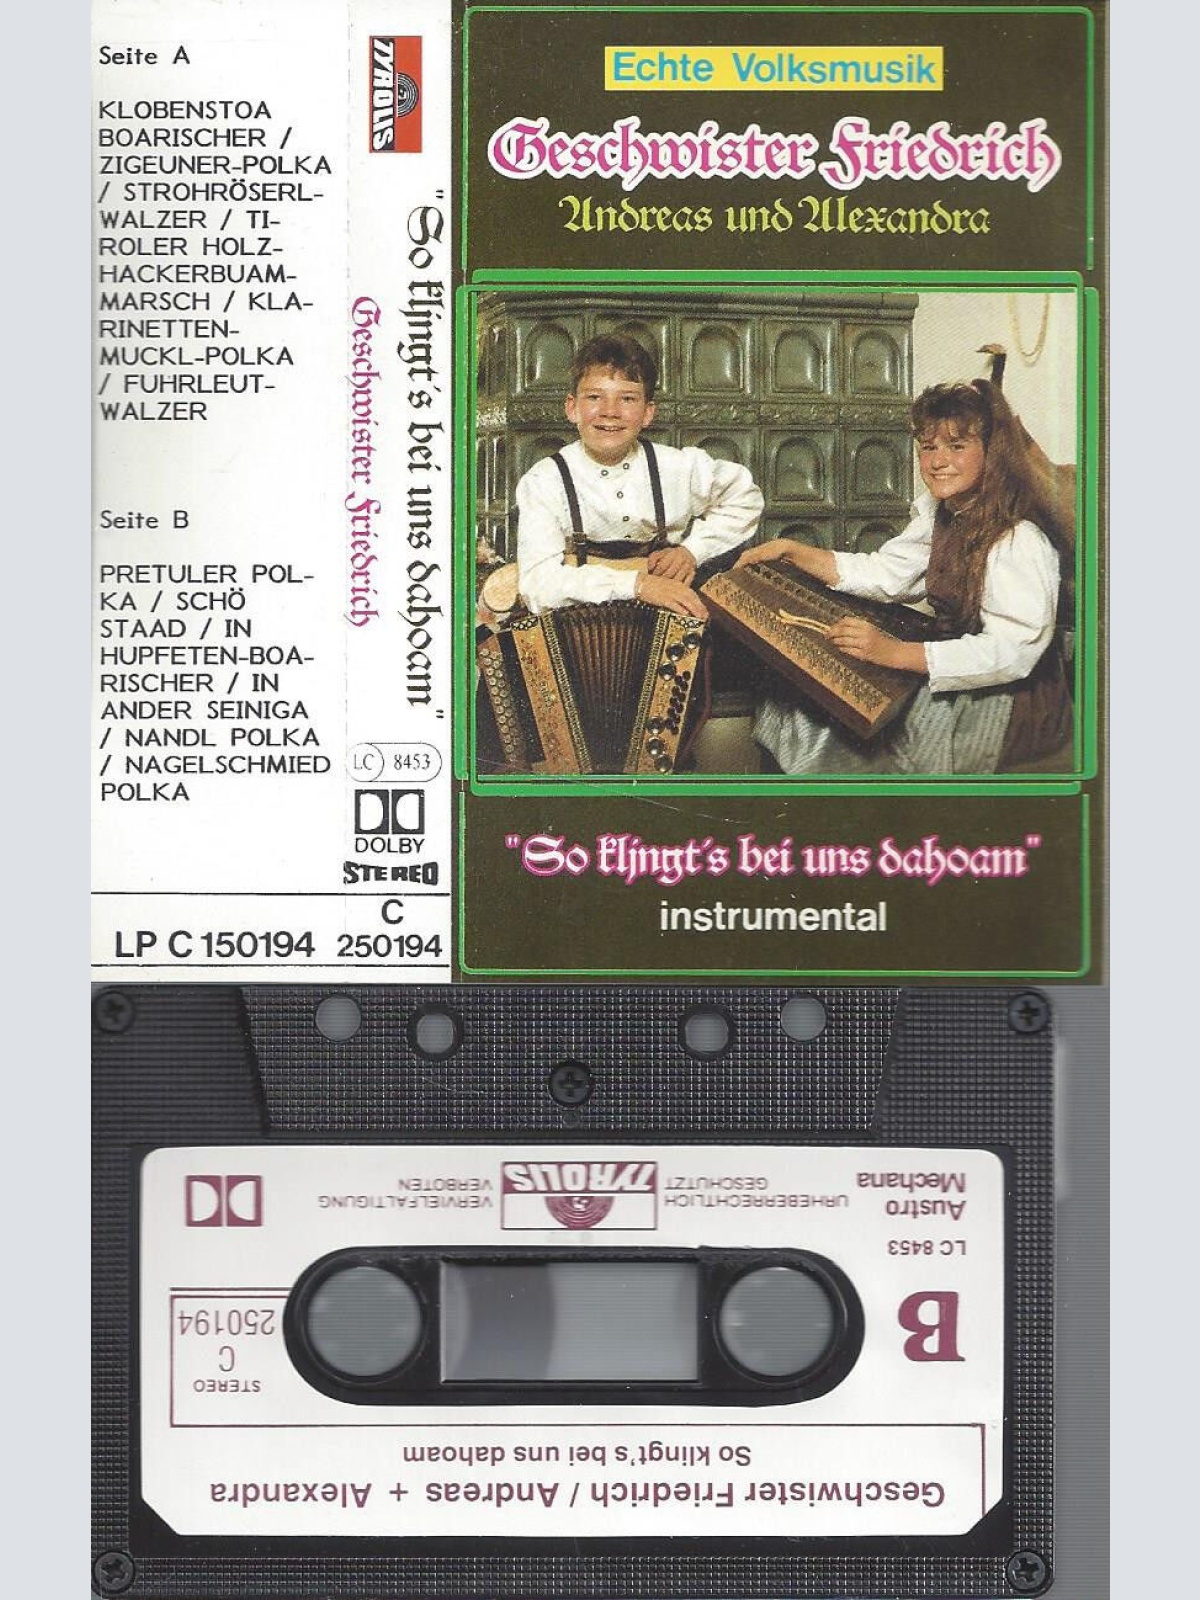 Seite A
KLOBENSTOA
BOARISCHER /
ZIGEUNER-POLKA
/ STROHRÖSERL-
WALZER / TI-
ROLER HOLZ-
HACKERBUAM-
MARSCH / KLA-
RINETTEN-
MUCKL-POLKA
/ FUHRLEUT-
WALZER
Seite B
PRETULER POL-
KA / SCHÖ
STAAD / IN
HUPFETEN-BOA-
RISCHER / IN
ANDER SEINIGA
/ NANDL POLKA
/ NAGELSCHMIED
POLKA
LP C 150194
TYROLIS
"So klingt's bei uns dahoam"
Geschwister Friedrich
LC 8453
DOLBY
STEREO
C
250194
Echte Volksmusik
Geschwister Friedrich
Andreas und Alexandra
"So klingt's bei uns dahoam"
instrumental
Geschwister Friedrich / Andreas + Alexandra
So klingt's bei uns dahoam
STEREO
C
250194
B
LC 8453
Austro
Mechana
URHEBERRECHTLICH
GESCHÜTZT
TYROLIS
VERVIELFÄLTIGUNG
VERBOTEN